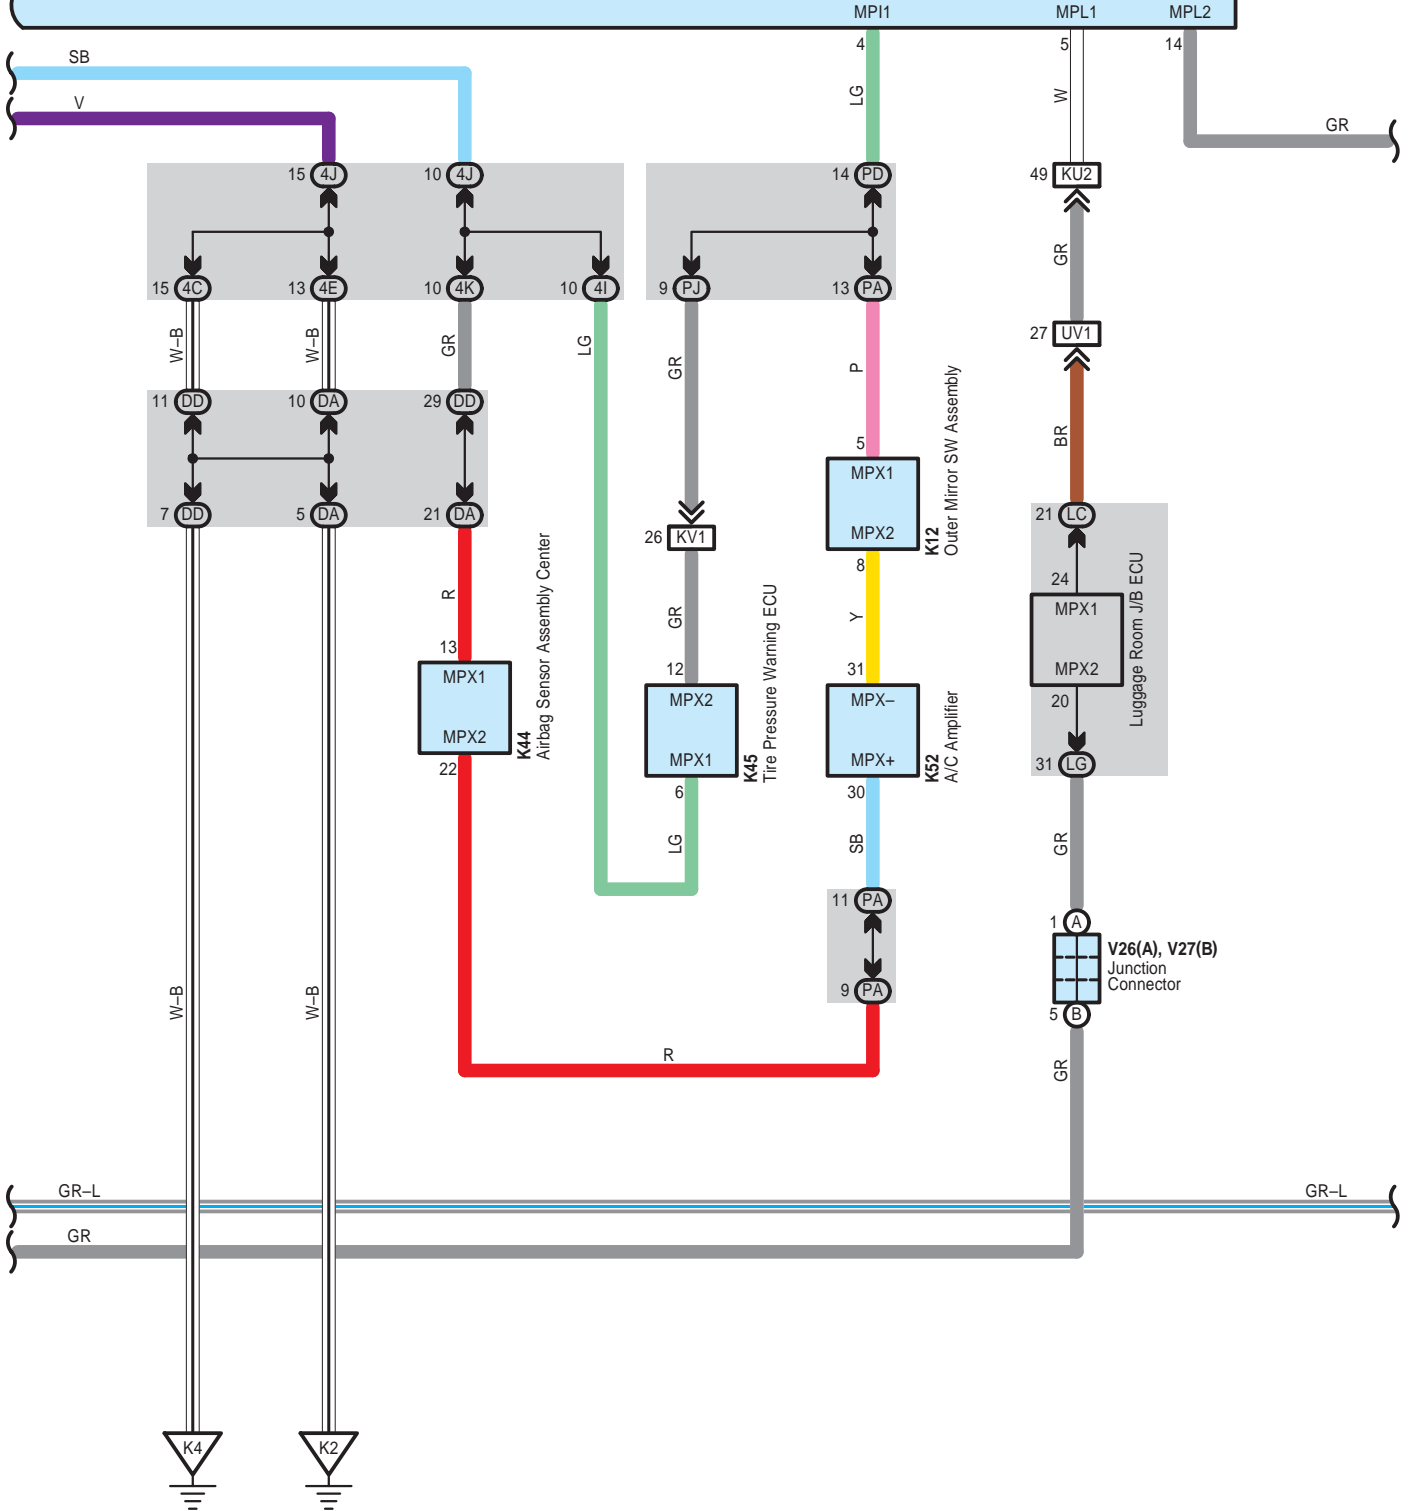 MPI1 MPL1 MPL2
4 5 14
SB
V
LG
W
GR
15 4J 10 4J 14 PD 49 KU2
GR
15 4C 13 4E 10 4K 10 4I 9 PJ 13 PA
27 UV1
W–B W–B GR LG GR P
11 DD 10 DA 29 DD
BR
5
MPX1
MPX2
K12
Outer Mirror SW Assembly
8
7 DD 5 DA 21 DA
26 KV1
21 LC
24
MPX1
MPX2
20
Luggage Room J/B ECU
31 LG
R
13
MPX1
MPX2
K44
Airbag Sensor Assembly Center
22
GR
12
MPX2
MPX1
K45
Tire Pressure Warning ECU
6
LG
Y
31
MPX–
MPX+
K52
A/C Amplifier
30
SB
GR
11 PA
1 A
V26(A), V27(B)
Junction
Connector
5 B
9 PA
W–B W–B
R
GR
GR–L GR–L
GR
K4 K2